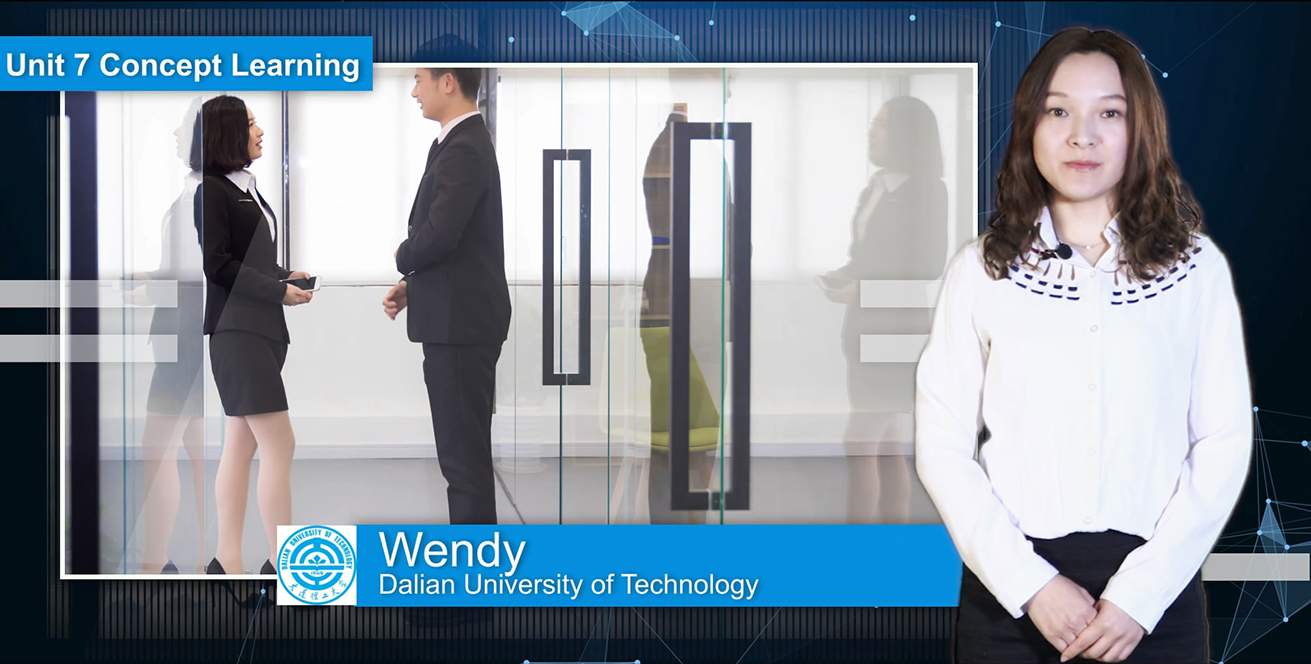 Unit 7 Concept Learning
Wendy
Dalian University of Technology
DALIAN UNIVERSITY OF TECHNOLOGY
1949
大连理工大学